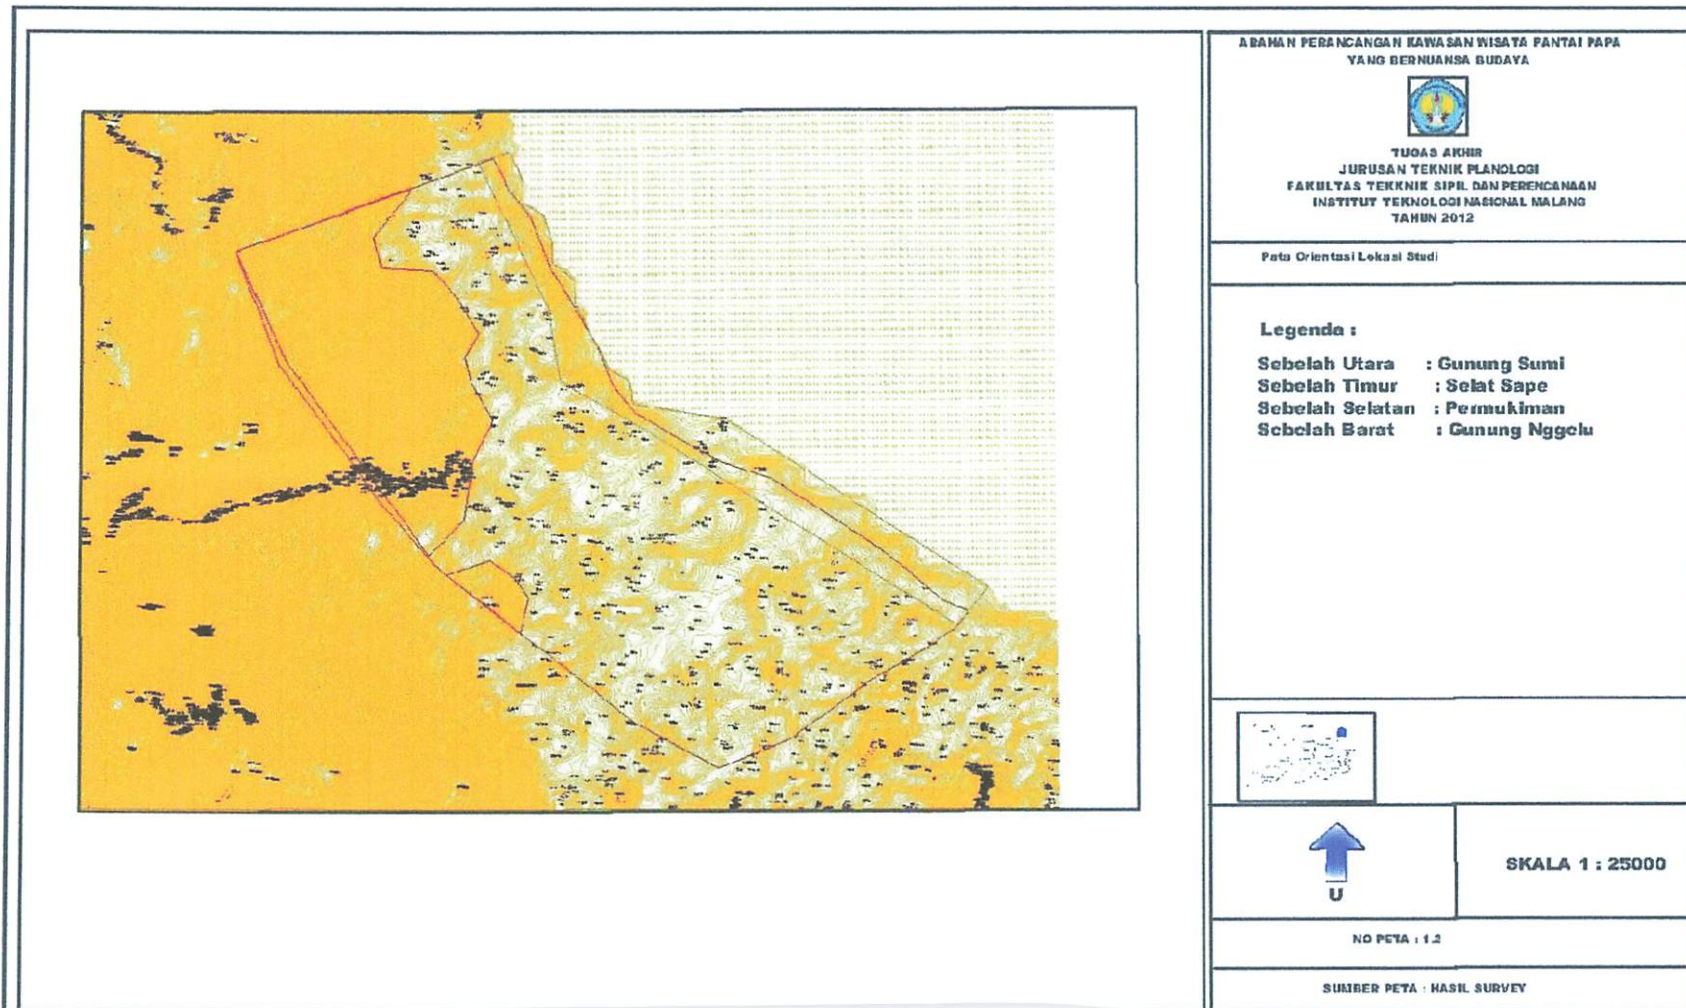 ARAHAN PERANCANGAN KAWASAN WISATA PANTAI PAPA
YANG BERNUANSA BUDAYA
TUGAS AKHIR
JURUSAN TEKNIK PLANOLOGI
FAKULTAS TEKKNIK SIPIL DAN PERENCANAAN
INSTITUT TEKNOLOGI NASIONAL MALANG
TAHUN 2012
Peta Orientasi Lokasi Studi
Legenda :
Sebelah Utara : Gunung Sumi
Sebelah Timur : Selat Sape
Sebelah Selatan : Permukiman
Sebelah Barat : Gunung Nggelu
U
SKALA 1 : 25000
NO PETA : 1.2
SUMBER PETA : HASIL SURVEY